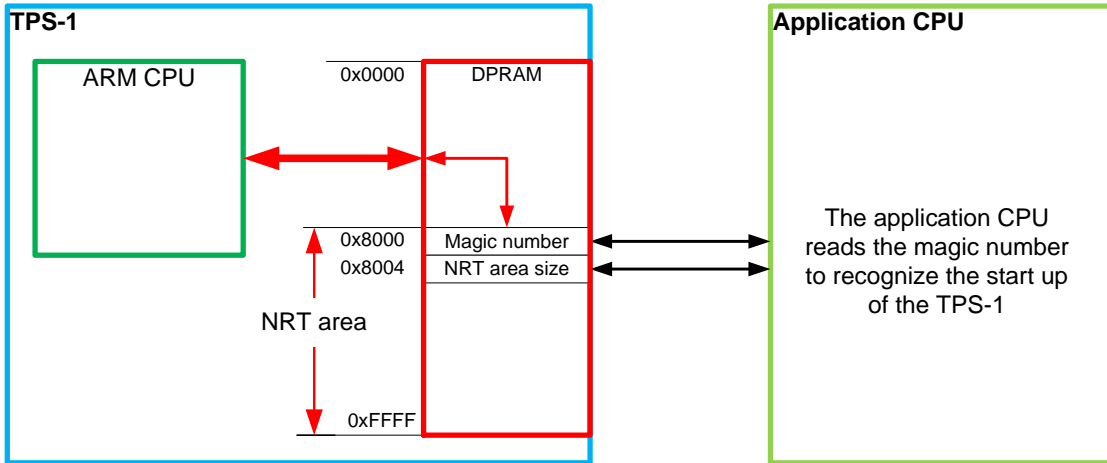 TPS-1
Application CPU
ARM CPU
0x0000
DPRAM
0x8000
Magic number
0x8004
NRT area size
NRT area
0xFFFF
The application CPU
reads the magic number
to recognize the start up
of the TPS-1